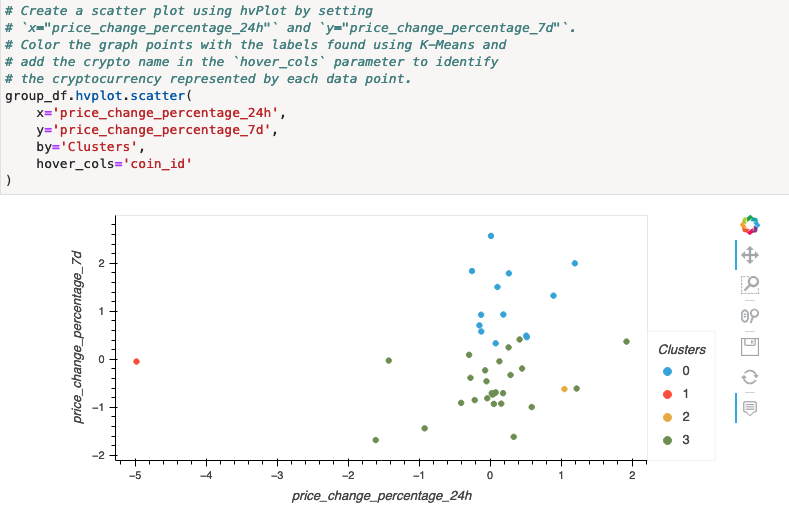 # Create a scatter plot using hvPlot by setting
# `x="price_change_percentage_24h"` and `y="price_change_percentage_7d"`.
# Color the graph points with the labels found using K-Means and
# add the crypto name in the `hover_cols` parameter to identify
# the cryptocurrency represented by each data point.
group_df.hvplot.scatter(
    x='price_change_percentage_24h',
    y='price_change_percentage_7d',
    by='Clusters',
    hover_cols='coin_id'
)
price_change_percentage_7d
2
1
0
−1
−2
−5 −4 −3 −2 −1 0 1 2
price_change_percentage_24h
Clusters
0
1
2
3